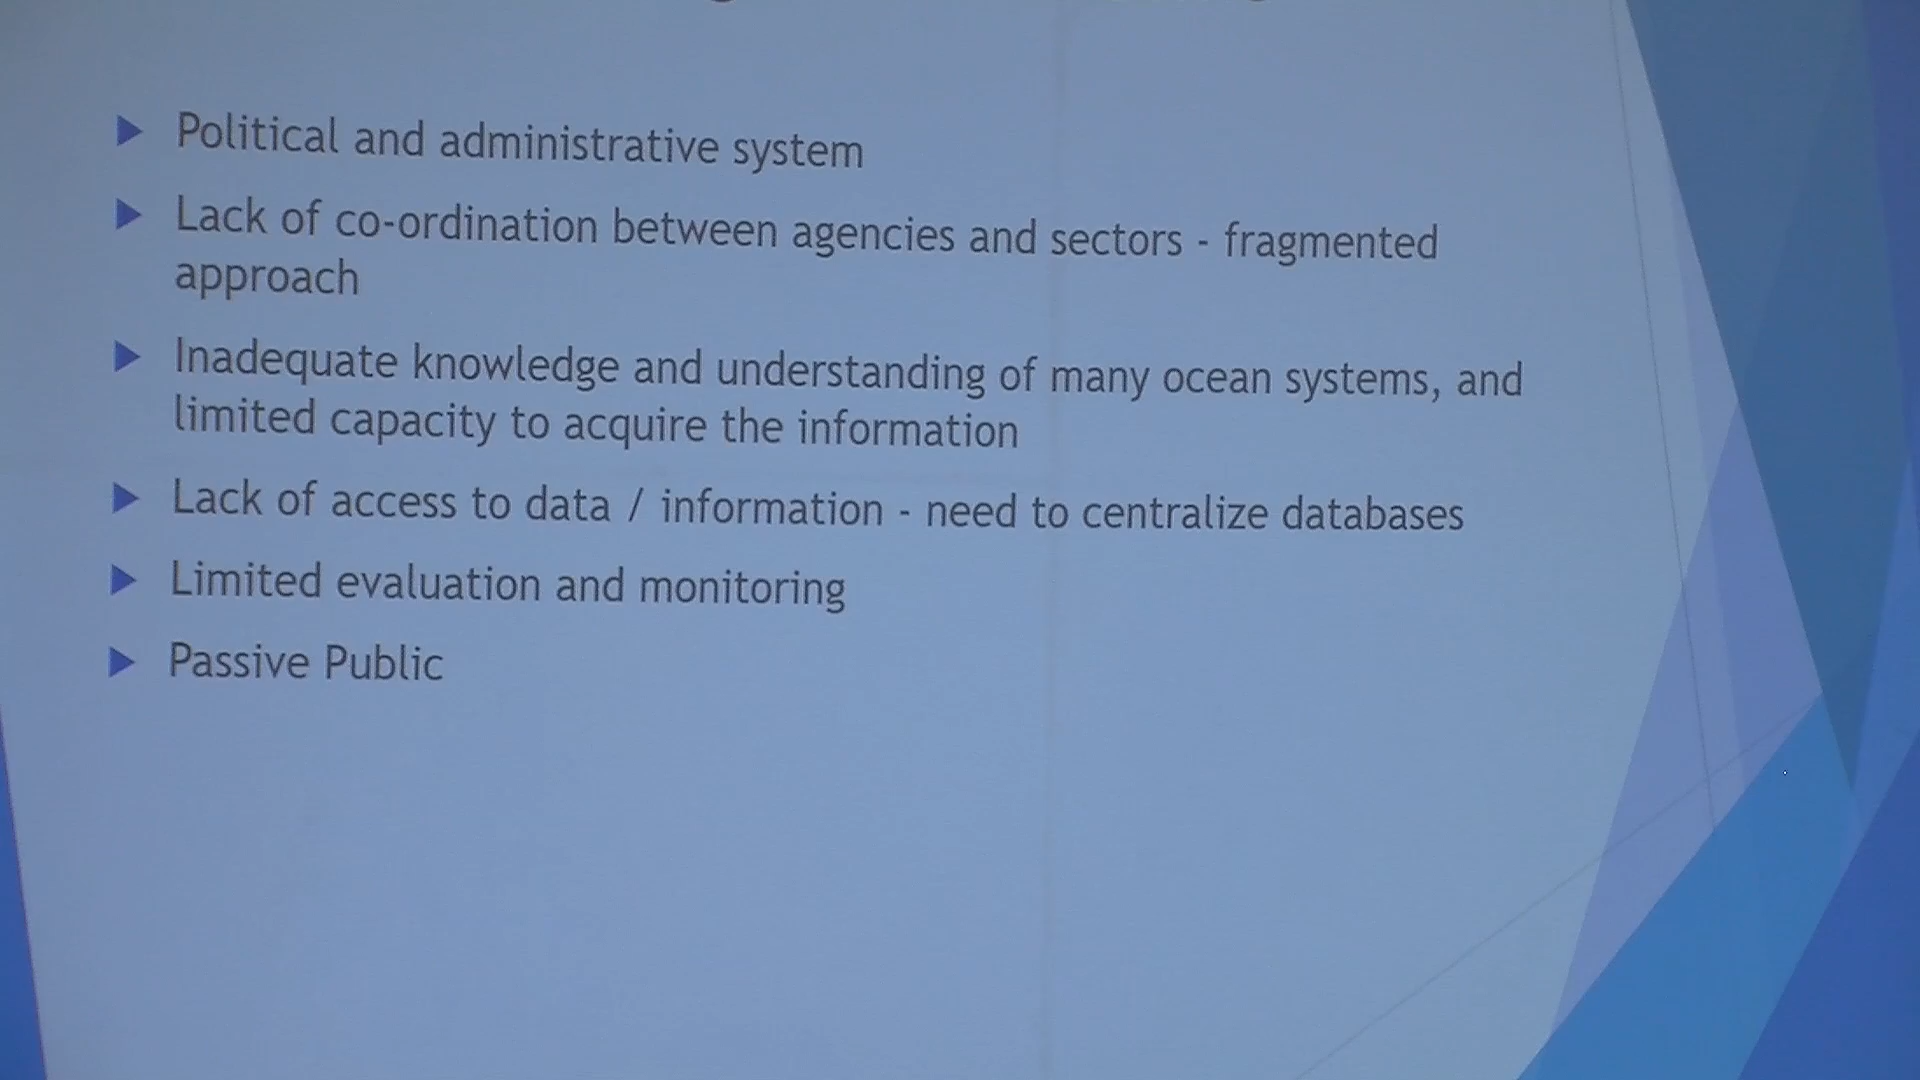 Political and administrative system
Lack of co-ordination between agencies and sectors - fragmented
approach
Inadequate knowledge and understanding of many ocean systems, and
limited capacity to acquire the information
Lack of access to data / information - need to centralize databases
Limited evaluation and monitoring
Passive Public